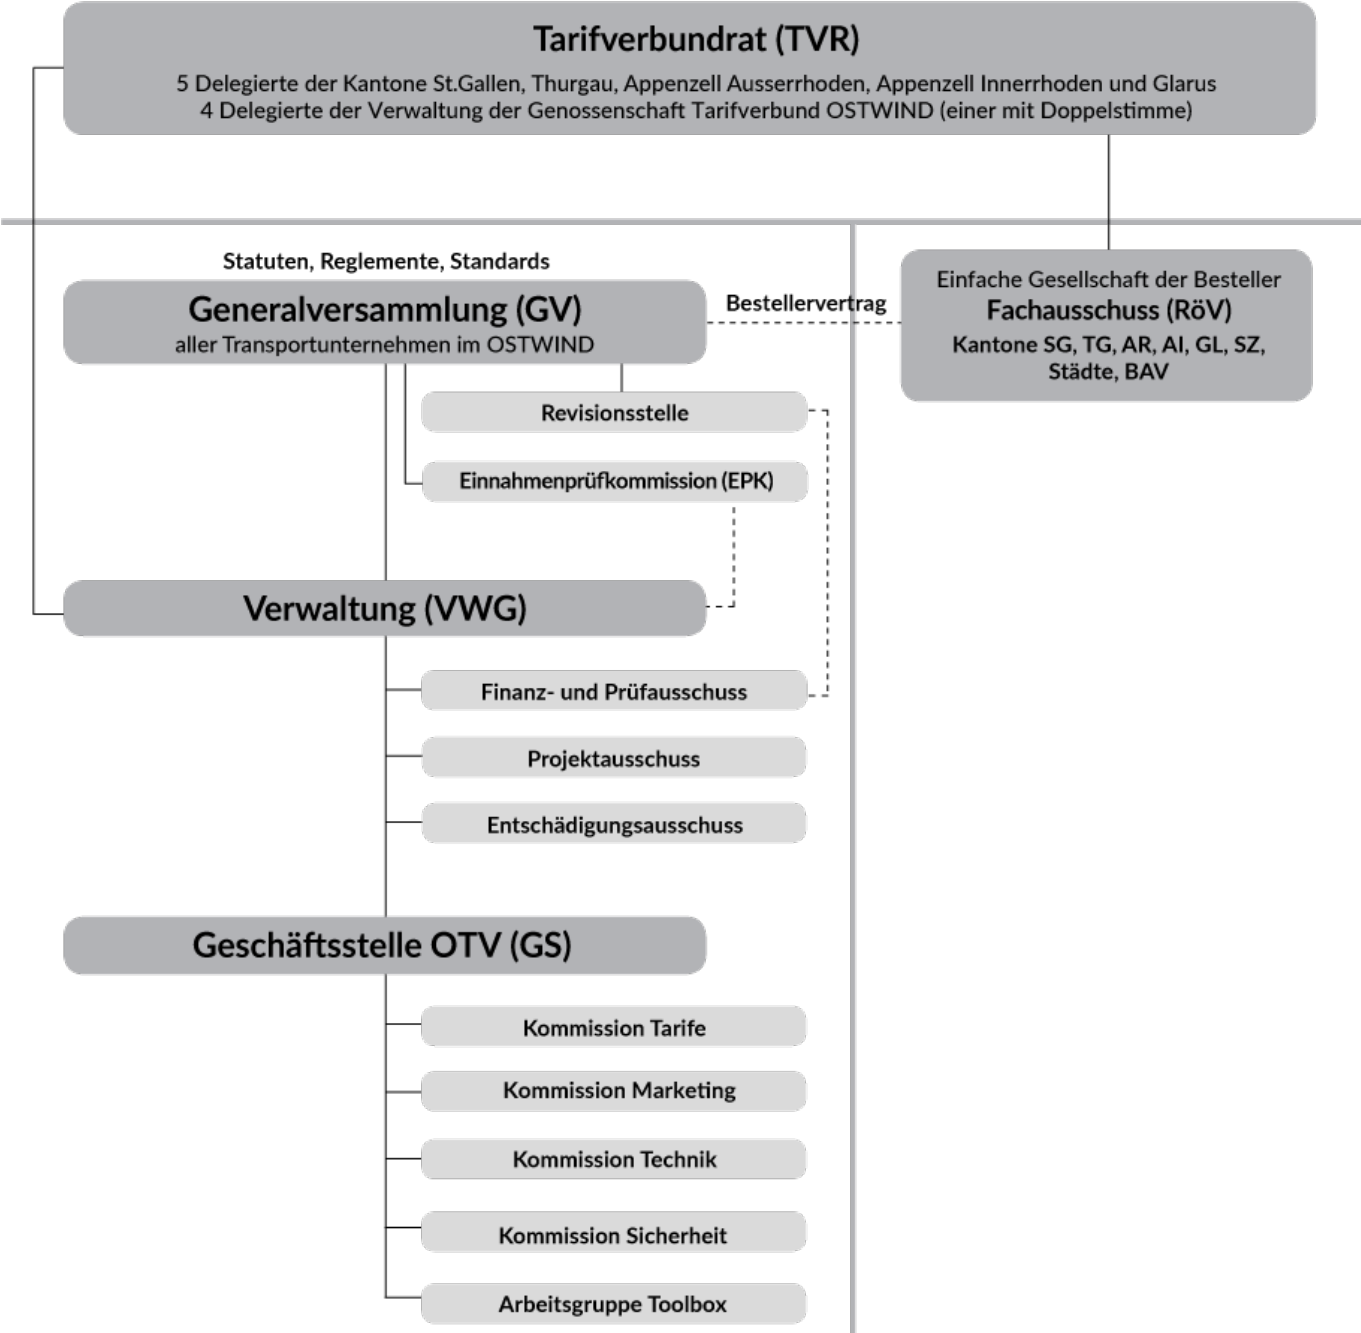 Tarifverbundrat (TVR)
5 Delegierte der Kantone St.Gallen, Thurgau, Appenzell Ausserrhoden, Appenzell Innerrhoden und Glarus
4 Delegierte der Verwaltung der Genossenschaft Tarifverbund OSTWIND (einer mit Doppelstimme)
Statuten, Reglemente, Standards
Generalversammlung (GV)
aller Transportunternehmen im OSTWIND
Bestellervertrag
Einfache Gesellschaft der Besteller
Fachausschuss (RöV)
Kantone SG, TG, AR, AI, GL, SZ,
Städte, BAV
Revisionsstelle
Einnahmenprüfkommission (EPK)
Verwaltung (VWG)
Finanz- und Prüfausschuss
Projektausschuss
Entschädigungsausschuss
Geschäftsstelle OTV (GS)
Kommission Tarife
Kommission Marketing
Kommission Technik
Kommission Sicherheit
Arbeitsgruppe Toolbox